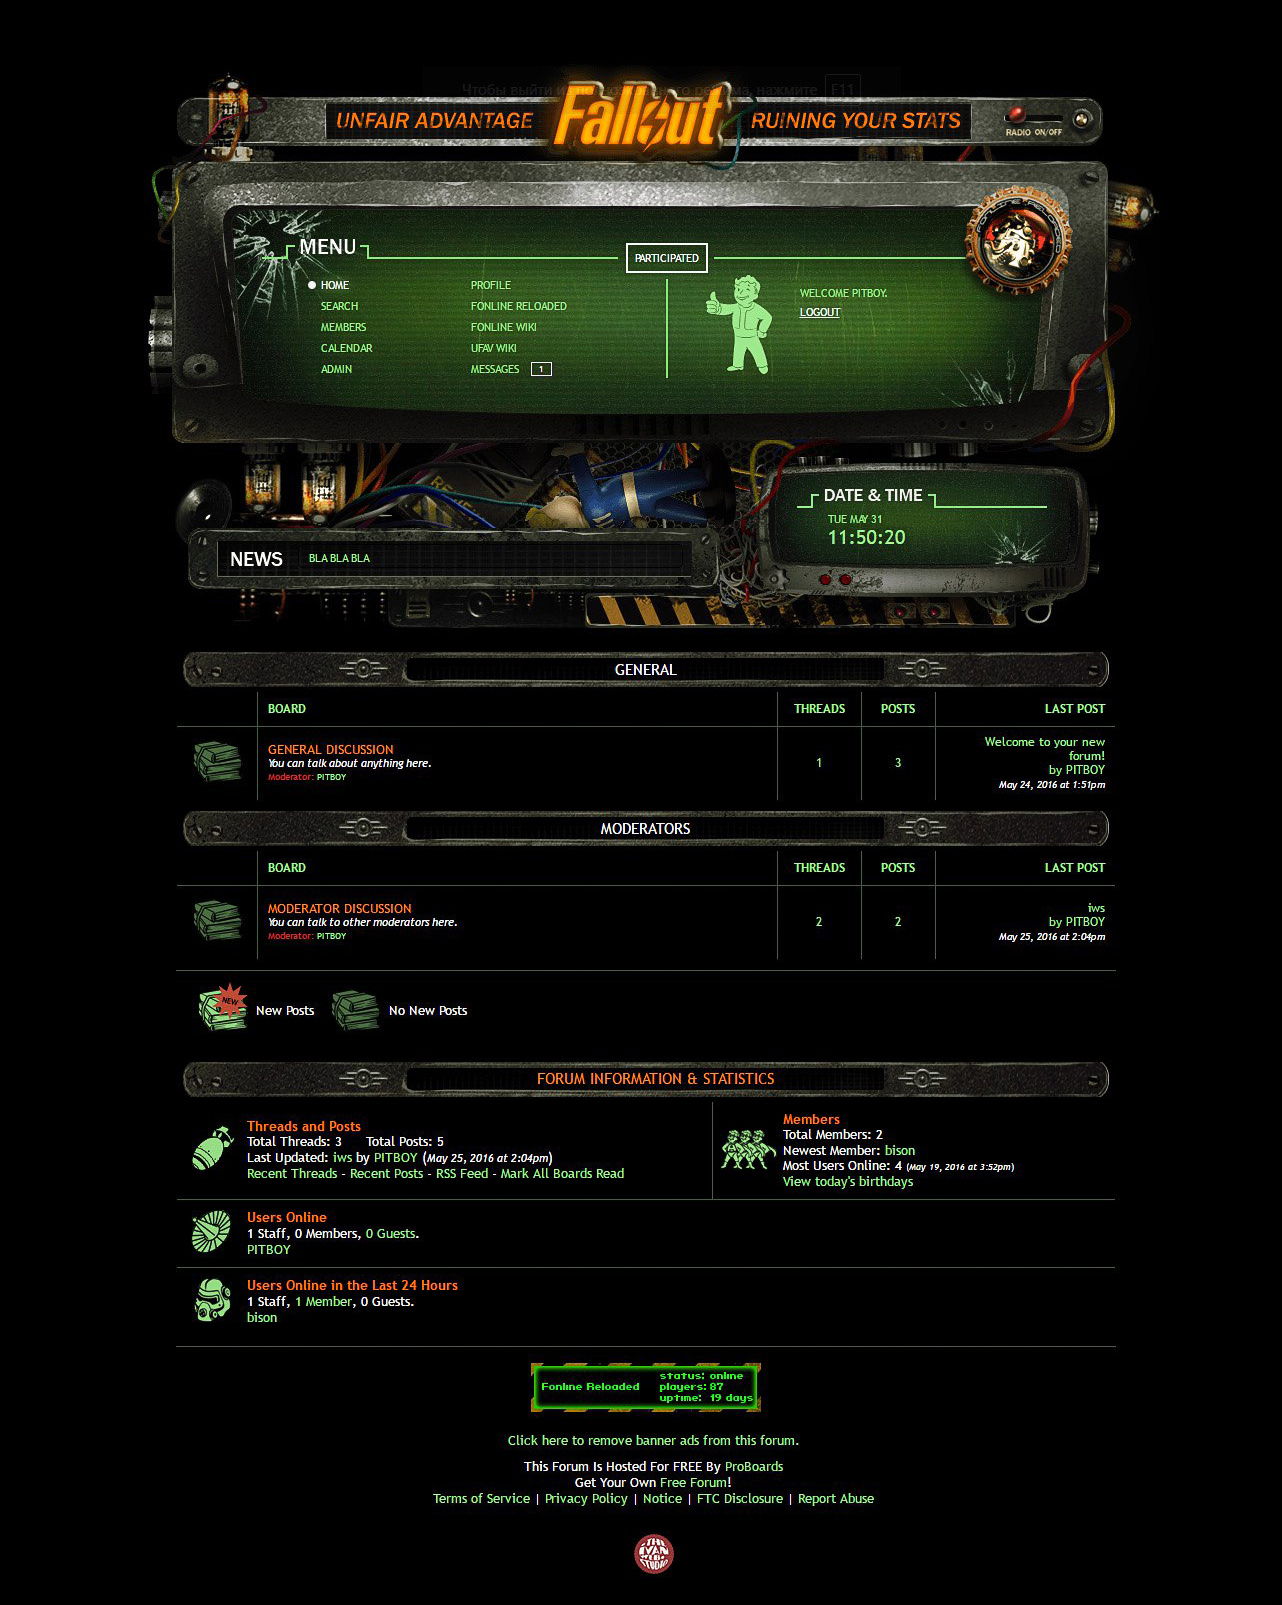 Чтобы выйти из полноэкранного режима, нажмите F11
UNFAIR ADVANTAGE
Fallout
RUINING YOUR STATS
RADIO ON/OFF
MENU
PARTICIPATED
HOME
PROFILE
SEARCH
FONLINE RELOADED
MEMBERS
FONLINE WIKI
CALENDAR
UFAV WIKI
ADMIN
MESSAGES 1
WELCOME PITBOY.
LOGOUT
DATE & TIME
TUE MAY 31
11:50:20
NEWS
BLA BLA BLA
GENERAL
BOARD THREADS POSTS LAST POST
GENERAL DISCUSSION
You can talk about anything here.
Moderator: PITBOY
1
3
Welcome to your new
forum!
by PITBOY
May 24, 2016 at 1:51pm
MODERATORS
BOARD THREADS POSTS LAST POST
MODERATOR DISCUSSION
You can talk to other moderators here.
Moderator: PITBOY
2
2
iws
by PITBOY
May 25, 2016 at 2:04pm
NEW
New Posts
No New Posts
FORUM INFORMATION & STATISTICS
Threads and Posts
Total Threads: 3 Total Posts: 5
Last Updated: iws by PITBOY (May 25, 2016 at 2:04pm)
Recent Threads - Recent Posts - RSS Feed - Mark All Boards Read
Members
Total Members: 2
Newest Member: bison
Most Users Online: 4 (May 19, 2016 at 3:52pm)
View today's birthdays
Users Online
1 Staff, 0 Members, 0 Guests.
PITBOY
Users Online in the Last 24 Hours
1 Staff, 1 Member, 0 Guests.
bison
Fonline Reloaded
status: online
players: 87
uptime: 19 days
Click here to remove banner ads from this forum.
This Forum Is Hosted For FREE By ProBoards
Get Your Own Free Forum!
Terms of Service | Privacy Policy | Notice | FTC Disclosure | Report Abuse
THE
IVAN
WEB
STUDIO